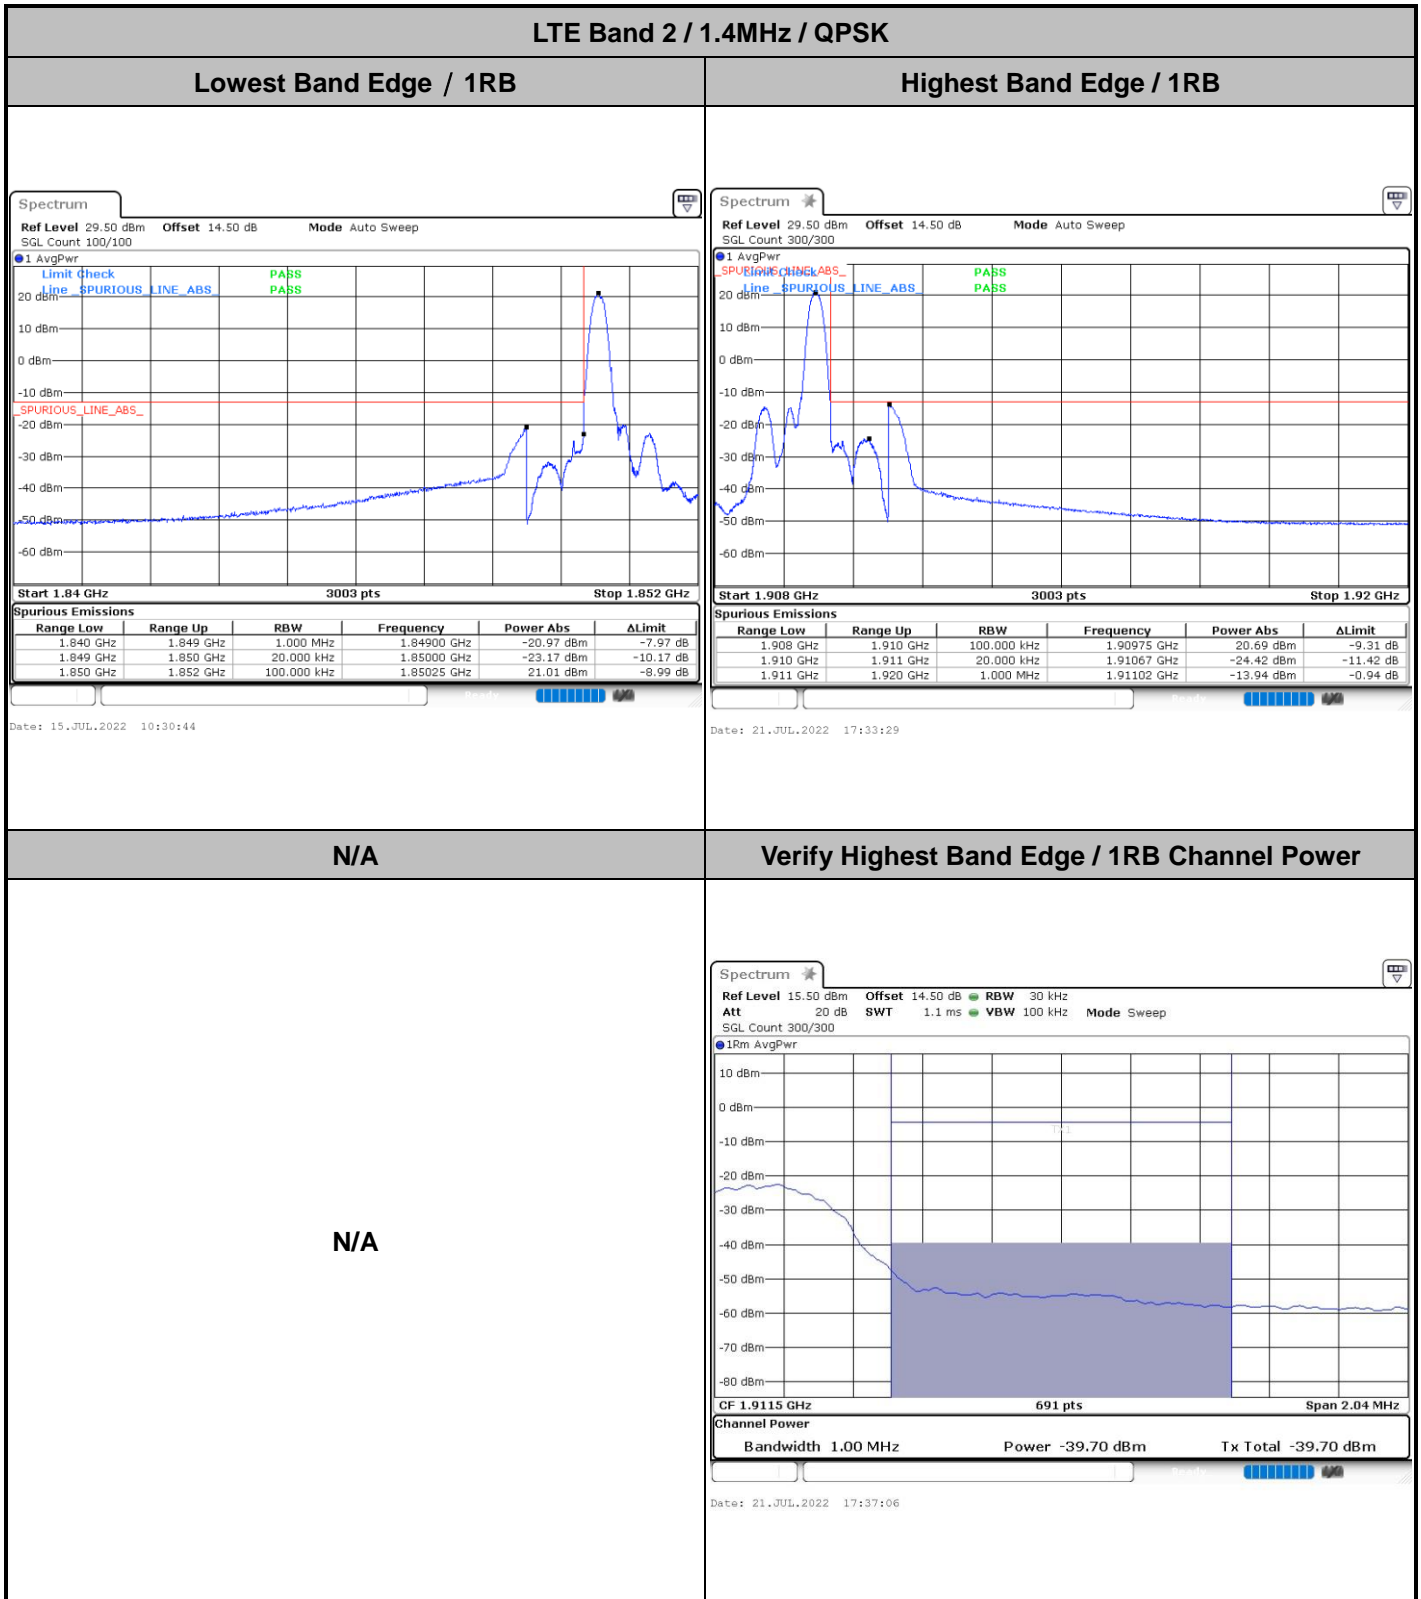 LTE Band 2 / 1.4MHz / QPSK
Lowest Band Edge / 1RB
Highest Band Edge / 1RB
Spectrum
Ref Level 29.50 dBm Offset 14.50 dB Mode Auto Sweep
SGL Count 100/100
1 AvgPwr
Limit Check PASS
Line _SPURIOUS_LINE_ABS_ PASS
20 dBm
10 dBm
0 dBm
-10 dBm
_SPURIOUS_LINE_ABS_
-20 dBm
-30 dBm
-40 dBm
-50 dBm
-60 dBm
Start 1.84 GHz 3003 pts Stop 1.852 GHz
Spurious Emissions
Range Low Range Up RBW Frequency Power Abs ΔLimit
1.840 GHz 1.849 GHz 1.000 MHz 1.84900 GHz -20.97 dBm -7.97 dB
1.849 GHz 1.850 GHz 20.000 kHz 1.85000 GHz -23.17 dBm -10.17 dB
1.850 GHz 1.852 GHz 100.000 kHz 1.85025 GHz 21.01 dBm -8.99 dB
Ready
Date: 15.JUL.2022 10:30:44
Spectrum
Ref Level 29.50 dBm Offset 14.50 dB Mode Auto Sweep
SGL Count 300/300
1 AvgPwr
_SPURIOUS_LINE_ABS_
Limit Check PASS
Line _SPURIOUS_LINE_ABS_ PASS
20 dBm
10 dBm
0 dBm
-10 dBm
-20 dBm
-30 dBm
-40 dBm
-50 dBm
-60 dBm
Start 1.908 GHz 3003 pts Stop 1.92 GHz
Spurious Emissions
Range Low Range Up RBW Frequency Power Abs ΔLimit
1.908 GHz 1.910 GHz 100.000 kHz 1.90975 GHz 20.69 dBm -9.31 dB
1.910 GHz 1.911 GHz 20.000 kHz 1.91067 GHz -24.42 dBm -11.42 dB
1.911 GHz 1.920 GHz 1.000 MHz 1.91102 GHz -13.94 dBm -0.94 dB
Ready
Date: 21.JUL.2022 17:33:29
N/A
Verify Highest Band Edge / 1RB Channel Power
N/A
Spectrum
Ref Level 15.50 dBm Offset 14.50 dB RBW 30 kHz
Att 20 dB SWT 1.1 ms VBW 100 kHz Mode Sweep
SGL Count 300/300
1Rm AvgPwr
10 dBm
0 dBm
Tx1
-10 dBm
-20 dBm
-30 dBm
-40 dBm
-50 dBm
-60 dBm
-70 dBm
-80 dBm
CF 1.9115 GHz 691 pts Span 2.04 MHz
Channel Power
Bandwidth 1.00 MHz Power -39.70 dBm Tx Total -39.70 dBm
Ready
Date: 21.JUL.2022 17:37:06